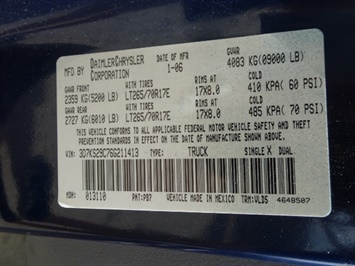 MFD BY DAIMLERCHRYSLER CORPORATION
DATE OF MFR 1-06
GVWR 4083 KG(09000 LB)
GAWR FRONT WITH TIRES RIMS AT COLD
2359 KG(5200 LB) LT265/70R17E 17X8.0 410 KPA( 60 PSI)
GAWR REAR WITH TIRES RIMS AT COLD
2727 KG(6010 LB) LT265/70R17E 17X8.0 485 KPA( 70 PSI)
THIS VEHICLE CONFORMS TO ALL APPLICABLE FEDERAL MOTOR VEHICLE SAFETY AND THEFT
PREVENTION STANDARDS IN EFFECT ON THE DATE OF MANUFACTURE SHOWN ABOVE.
3D7KS29C76G211413 TYPE: TRUCK SINGLE X DUAL
MDH: 013110 PNT:PB7 VEHICLE MADE IN MEXICO TRM:VLD5 4648507